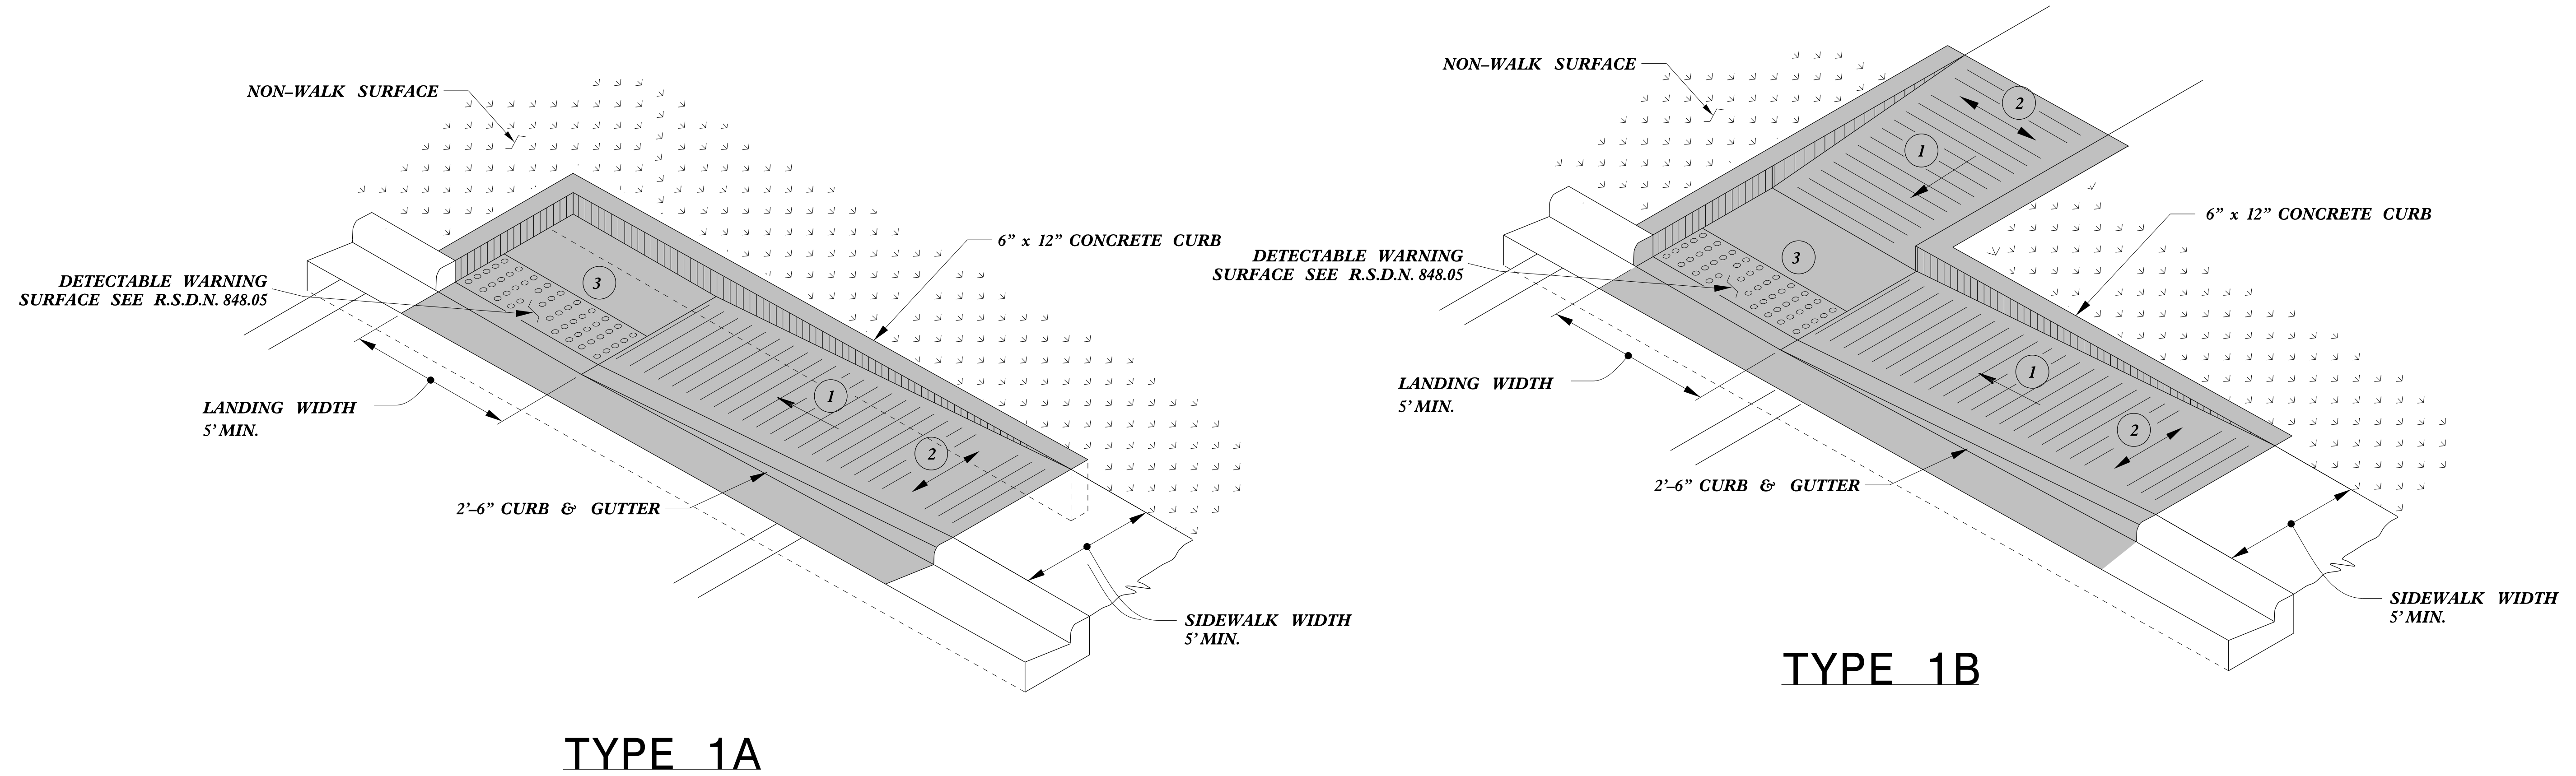 NON–WALK SURFACE
6” x 12” CONCRETE CURB
DETECTABLE WARNING
SURFACE SEE R.S.D.N. 848.05
3
1
2
LANDING WIDTH
5’ MIN.
2’–6” CURB & GUTTER
SIDEWALK WIDTH
5’ MIN.
TYPE 1A
NON–WALK SURFACE
2
1
6” x 12” CONCRETE CURB
DETECTABLE WARNING
SURFACE SEE R.S.D.N. 848.05
3
1
2
LANDING WIDTH
5’ MIN.
2’–6” CURB & GUTTER
SIDEWALK WIDTH
5’ MIN.
TYPE 1B